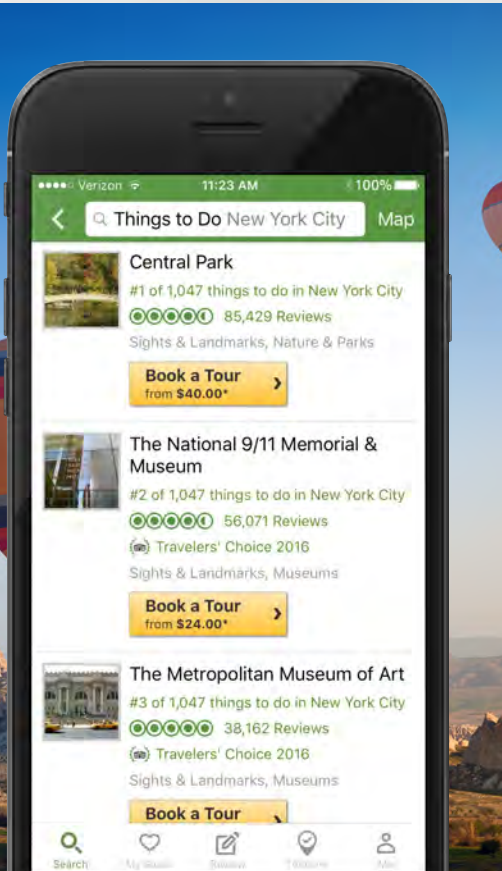 Verizon 11:23 AM 100%
Things to Do New York City Map
Central Park
#1 of 1,047 things to do in New York City
85,429 Reviews
Sights & Landmarks, Nature & Parks
Book a Tour
from $40.00*
The National 9/11 Memorial &
Museum
#2 of 1,047 things to do in New York City
56,071 Reviews
Travelers' Choice 2016
Sights & Landmarks, Museums
Book a Tour
from $24.00*
The Metropolitan Museum of Art
#3 of 1,047 things to do in New York City
38,162 Reviews
Travelers' Choice 2016
Sights & Landmarks, Museums
Book a Tour
Search